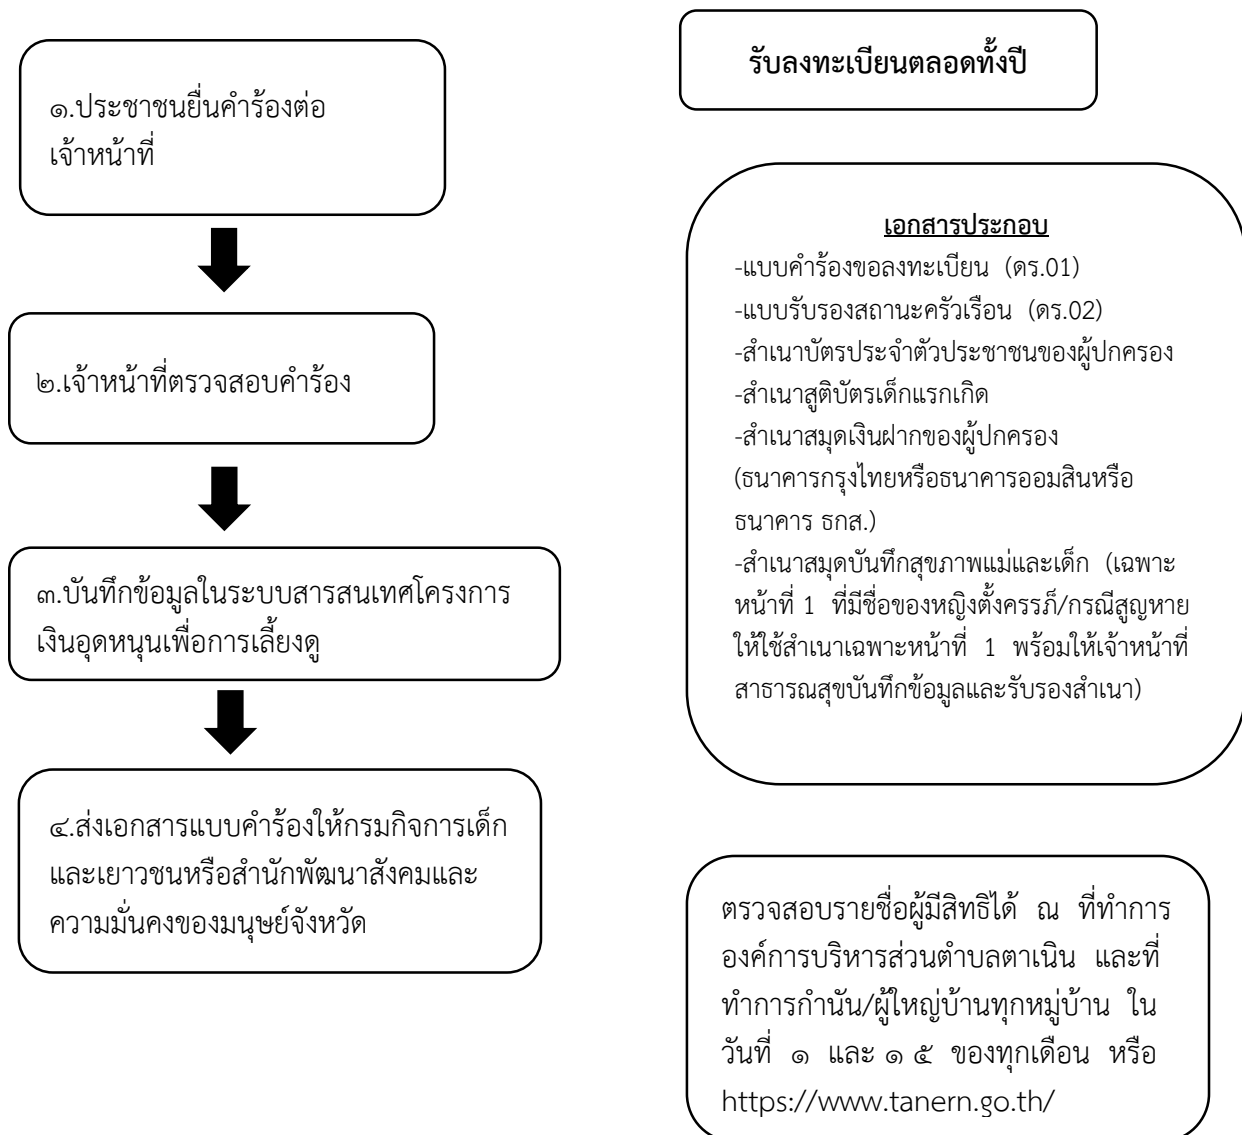 ๑.ประชาชนยื่นคำร้องต่อ
เจ้าหน้าที่
๒.เจ้าหน้าที่ตรวจสอบคำร้อง
๓.บันทึกข้อมูลในระบบสารสนเทศโครงการ
เงินอุดหนุนเพื่อการเลี้ยงดู
๔.ส่งเอกสารแบบคำร้องให้กรมกิจการเด็ก
และเยาวชนหรือสำนักพัฒนาสังคมและ
ความมั่นคงของมนุษย์จังหวัด
รับลงทะเบียนตลอดทั้งปี
เอกสารประกอบ
-แบบคำร้องขอลงทะเบียน (ดร.01)
-แบบรับรองสถานะครัวเรือน (ดร.02)
-สำเนาบัตรประจำตัวประชาชนของผู้ปกครอง
-สำเนาสูติบัตรเด็กแรกเกิด
-สำเนาสมุดเงินฝากของผู้ปกครอง
(ธนาคารกรุงไทยหรือธนาคารออมสินหรือ
ธนาคาร ธกส.)
-สำเนาสมุดบันทึกสุขภาพแม่และเด็ก (เฉพาะ
หน้าที่ 1 ที่มีชื่อของหญิงตั้งครรภ์/กรณีสูญหาย
ให้ใช้สำเนาเฉพาะหน้าที่ 1 พร้อมให้เจ้าหน้าที่
สาธารณสุขบันทึกข้อมูลและรับรองสำเนา)
ตรวจสอบรายชื่อผู้มีสิทธิได้ ณ ที่ทำการ
องค์การบริหารส่วนตำบลตาเนิน และที่
ทำการกำนัน/ผู้ใหญ่บ้านทุกหมู่บ้าน ใน
วันที่ ๑ และ ๑ ๕ ของทุกเดือน หรือ
https://www.tanern.go.th/